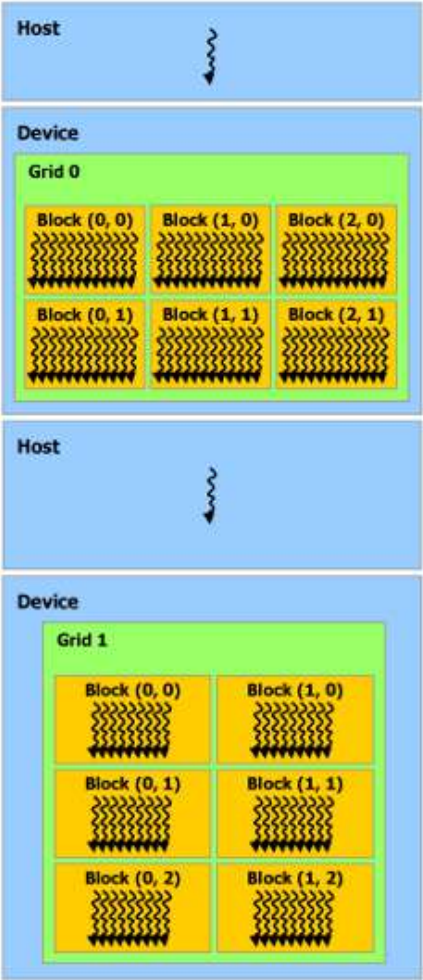 Host
Device
Grid 0
Block (0, 0) Block (1, 0) Block (2, 0)
Block (0, 1) Block (1, 1) Block (2, 1)
Host
Device
Grid 1
Block (0, 0) Block (1, 0)
Block (0, 1) Block (1, 1)
Block (0, 2) Block (1, 2)